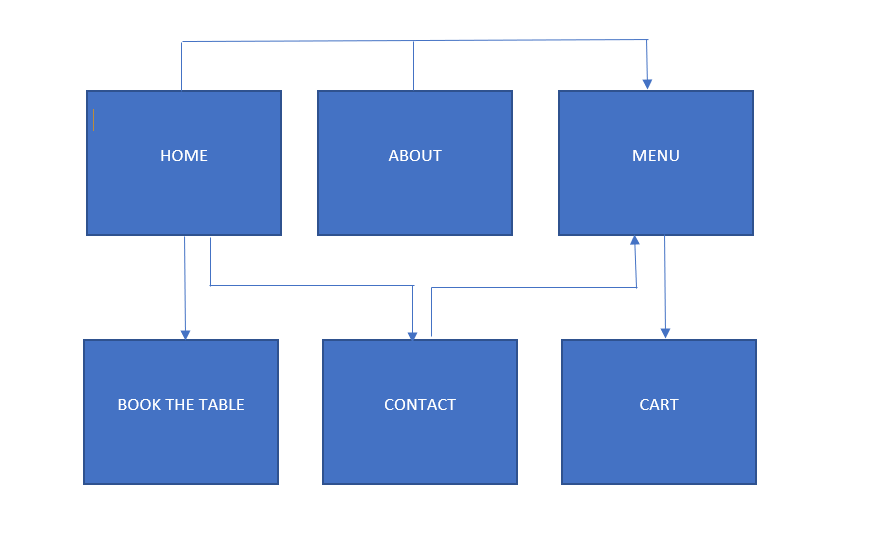 HOME
ABOUT
MENU
BOOK THE TABLE
CONTACT
CART